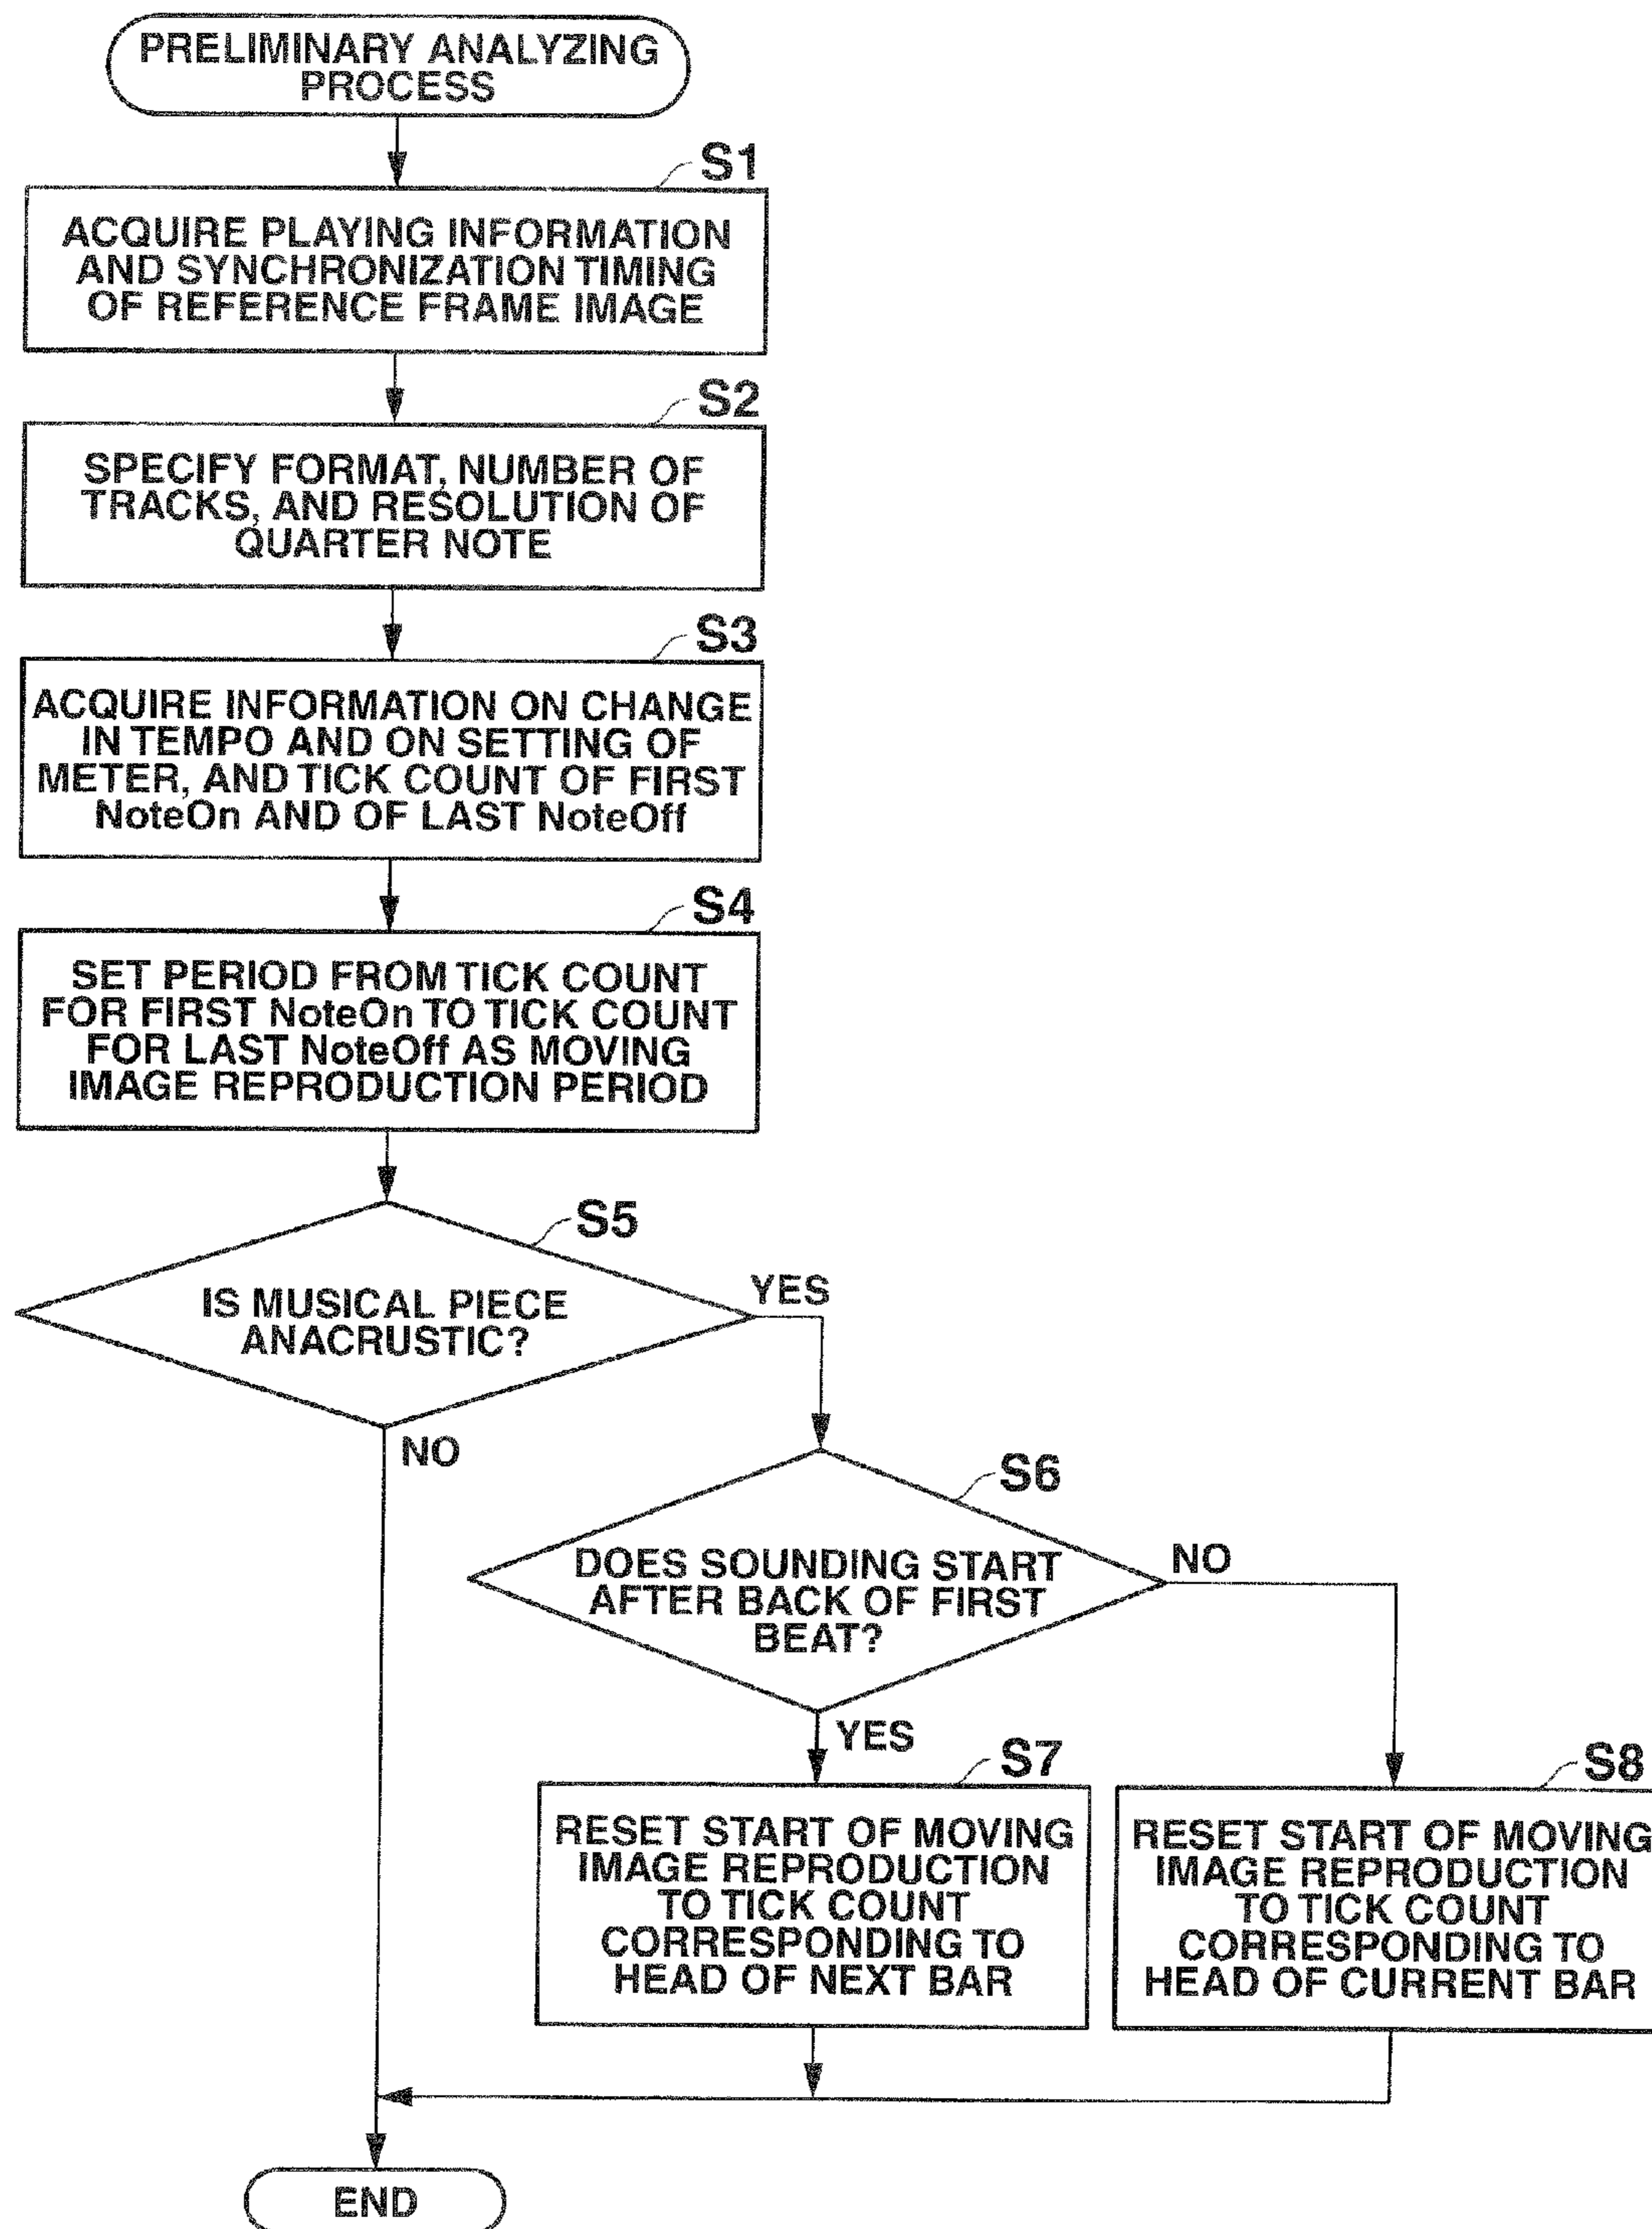 PRELIMINARY ANALYZING
PROCESS
S1
ACQUIRE PLAYING INFORMATION
AND SYNCHRONIZATION TIMING
OF REFERENCE FRAME IMAGE
S2
SPECIFY FORMAT, NUMBER OF
TRACKS, AND RESOLUTION OF
QUARTER NOTE
S3
ACQUIRE INFORMATION ON CHANGE
IN TEMPO AND ON SETTING OF
METER, AND TICK COUNT OF FIRST
NoteOn AND OF LAST NoteOff
S4
SET PERIOD FROM TICK COUNT
FOR FIRST NoteOn TO TICK COUNT
FOR LAST NoteOff AS MOVING
IMAGE REPRODUCTION PERIOD
S5
IS MUSICAL PIECE
ANACRUSTIC?
YES
NO
S6
DOES SOUNDING START
AFTER BACK OF FIRST
BEAT?
NO
YES
S7
RESET START OF MOVING
IMAGE REPRODUCTION
TO TICK COUNT
CORRESPONDING TO
HEAD OF NEXT BAR
S8
RESET START OF MOVING
IMAGE REPRODUCTION
TO TICK COUNT
CORRESPONDING TO
HEAD OF CURRENT BAR
END